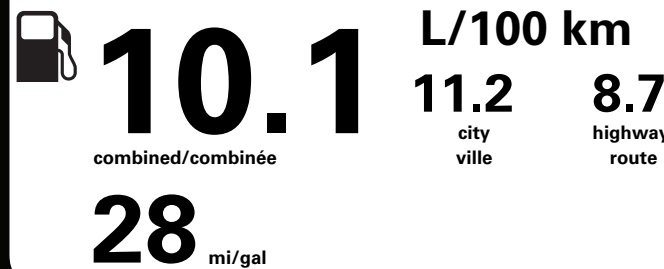 10.1
combined/combinée
L/100 km
11.2
city
ville
8.7
highway
route
28 mi/gal